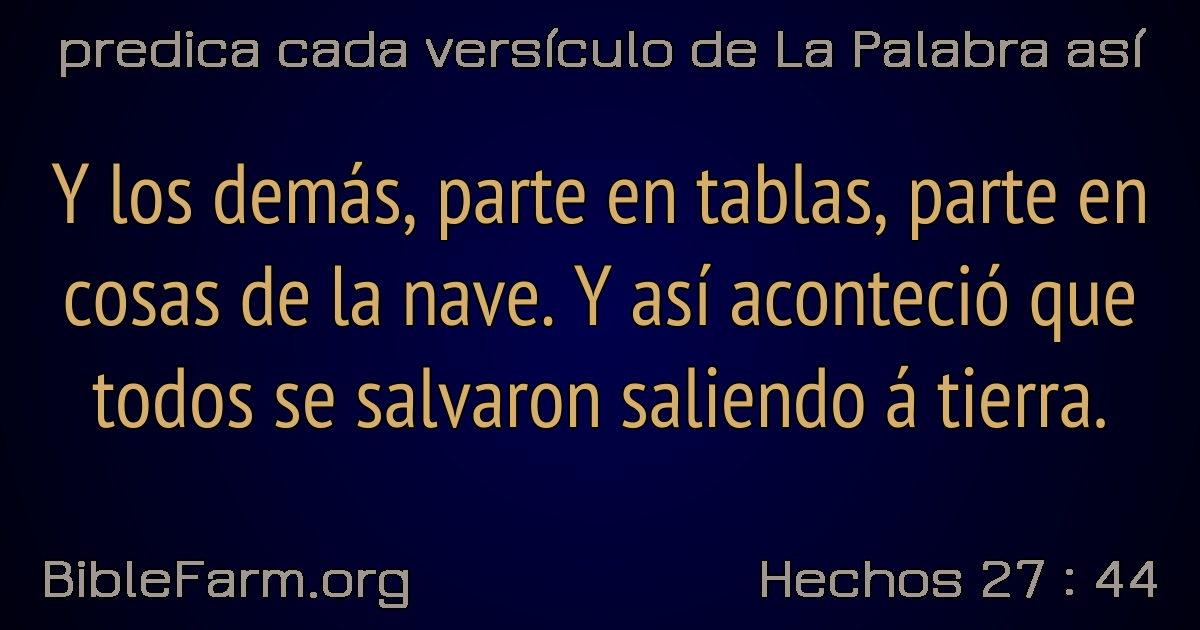 predica cada versículo de La Palabra así
Y los demás, parte en tablas, parte en
cosas de la nave. Y así aconteció que
todos se salvaron saliendo á tierra.
BibleFarm.org
Hechos 27 : 44